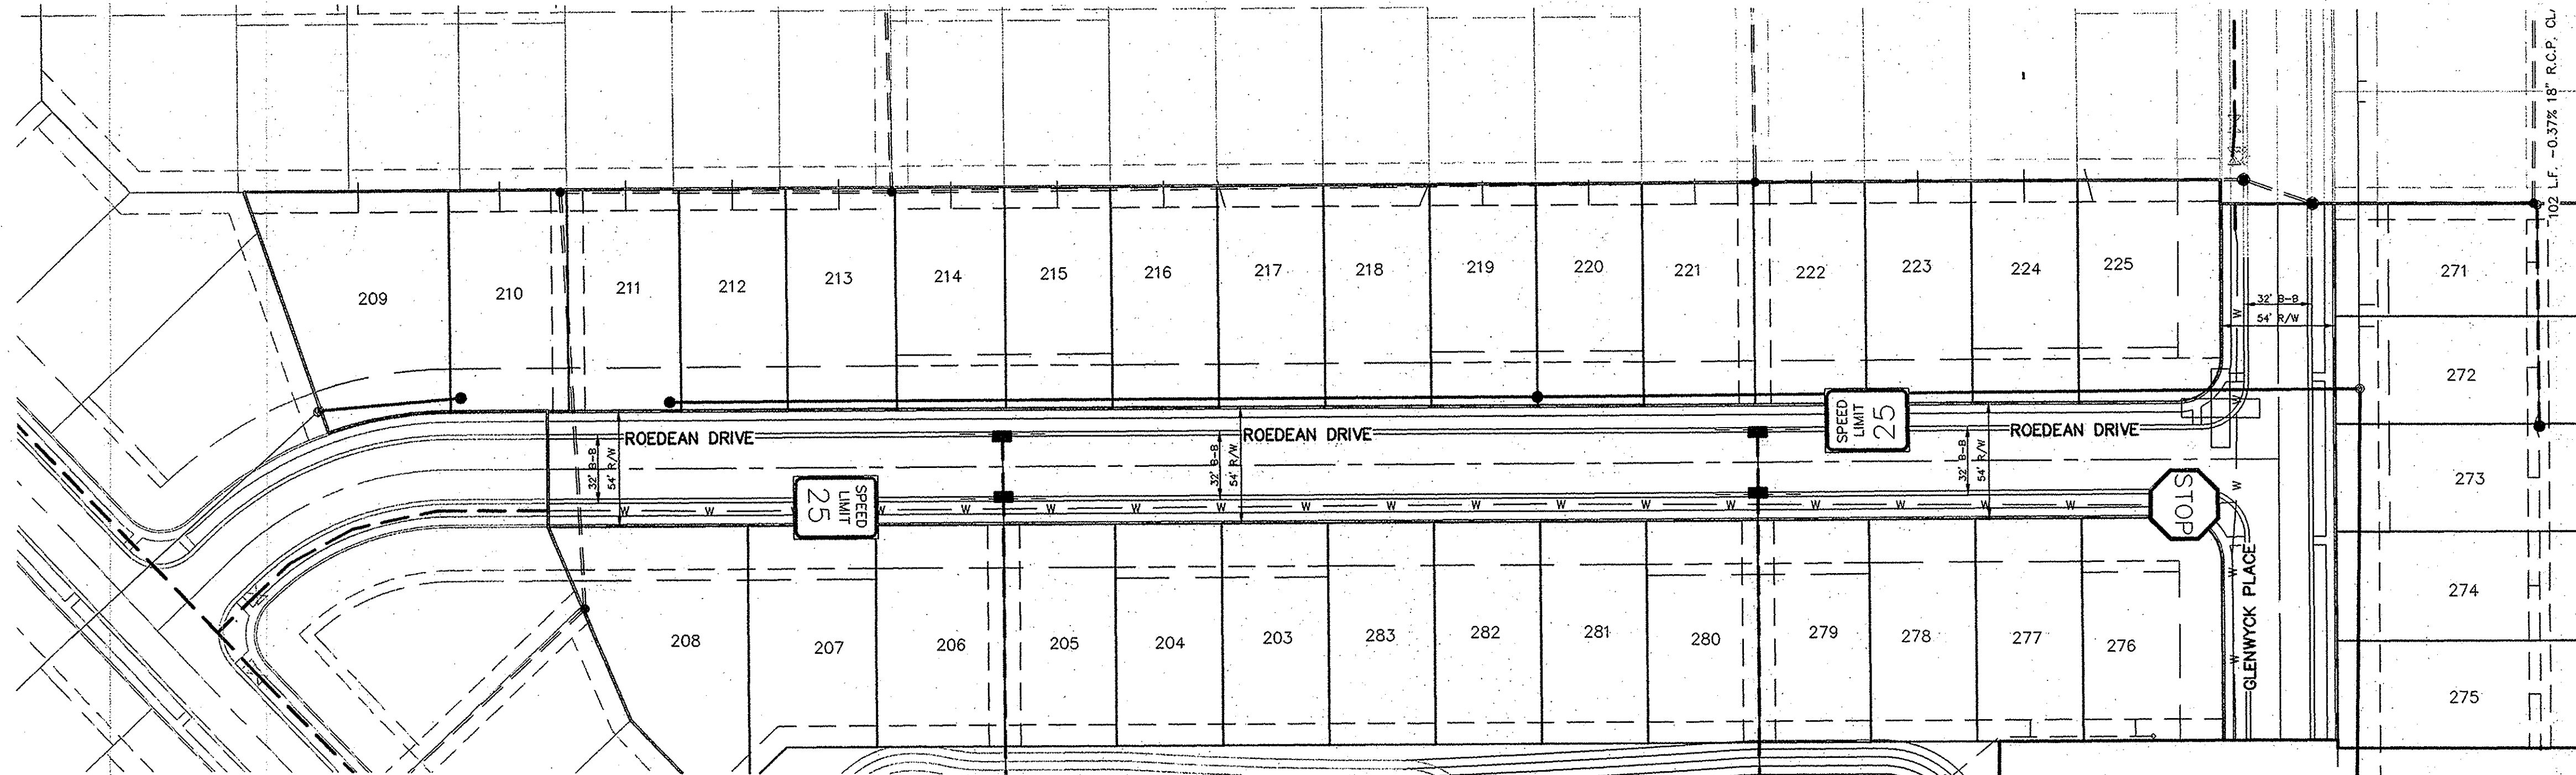 102 L.F. -0.37% 18" R.C.P. CL
209
210
211
212
213
214
215
216
217
218
219
220
221
222
223
224
225
271
32' B-B
54' R/W
W
272
SPEED
LIMIT
25
ROEDEAN DRIVE
ROEDEAN DRIVE
ROEDEAN DRIVE
32' B-B
54' R/W
32' B-B
54' R/W
32' B-B
54' R/W
273
SPEED
LIMIT
25
STOP
W W W W W W W W W W W W W W W W
W
W
W
GLENWYCK PLACE
274
208
207
206
205
204
203
283
282
281
280
279
278
277
276
275